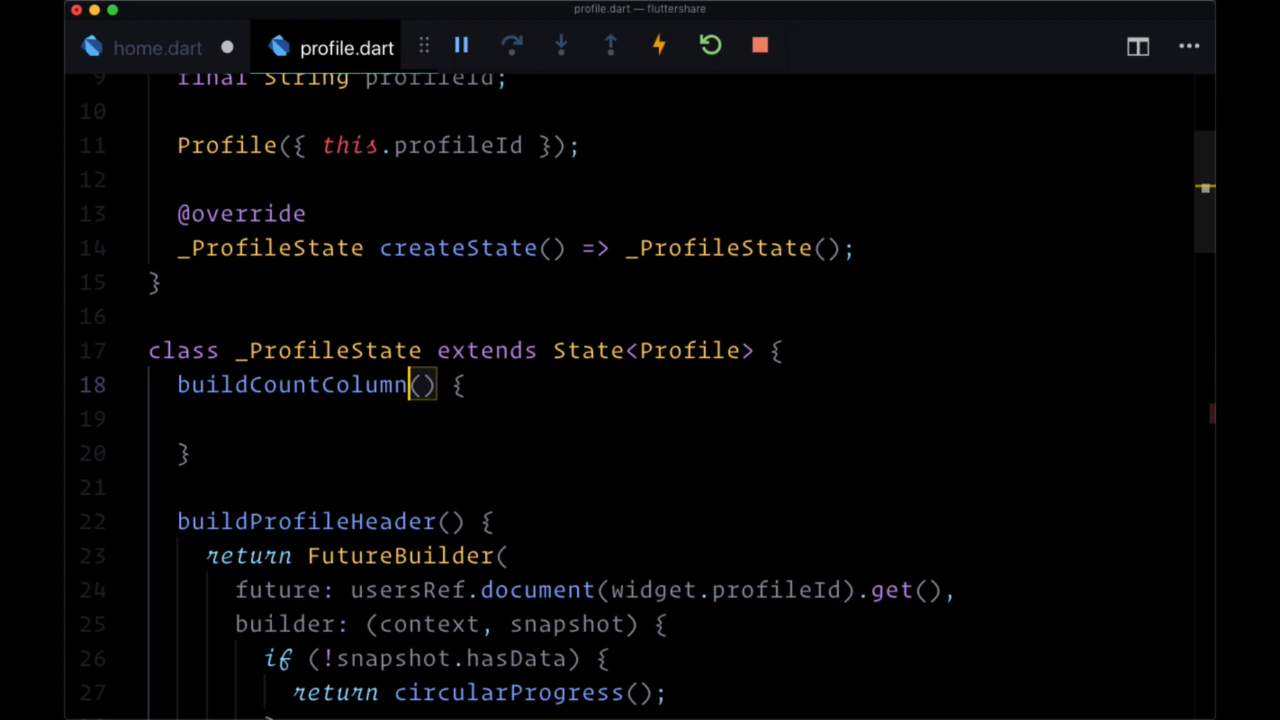 profile.dart — fluttershare
home.dart
profile.dart
9 final String profileId;
10
11 Profile({ this.profileId });
12
13 @override
14 _ProfileState createState() => _ProfileState();
15 }
16
17 class _ProfileState extends State<Profile> {
18 buildCountColumn() {
19
20 }
21
22 buildProfileHeader() {
23 return FutureBuilder(
24 future: usersRef.document(widget.profileId).get(),
25 builder: (context, snapshot) {
26 if (!snapshot.hasData) {
27 return circularProgress();